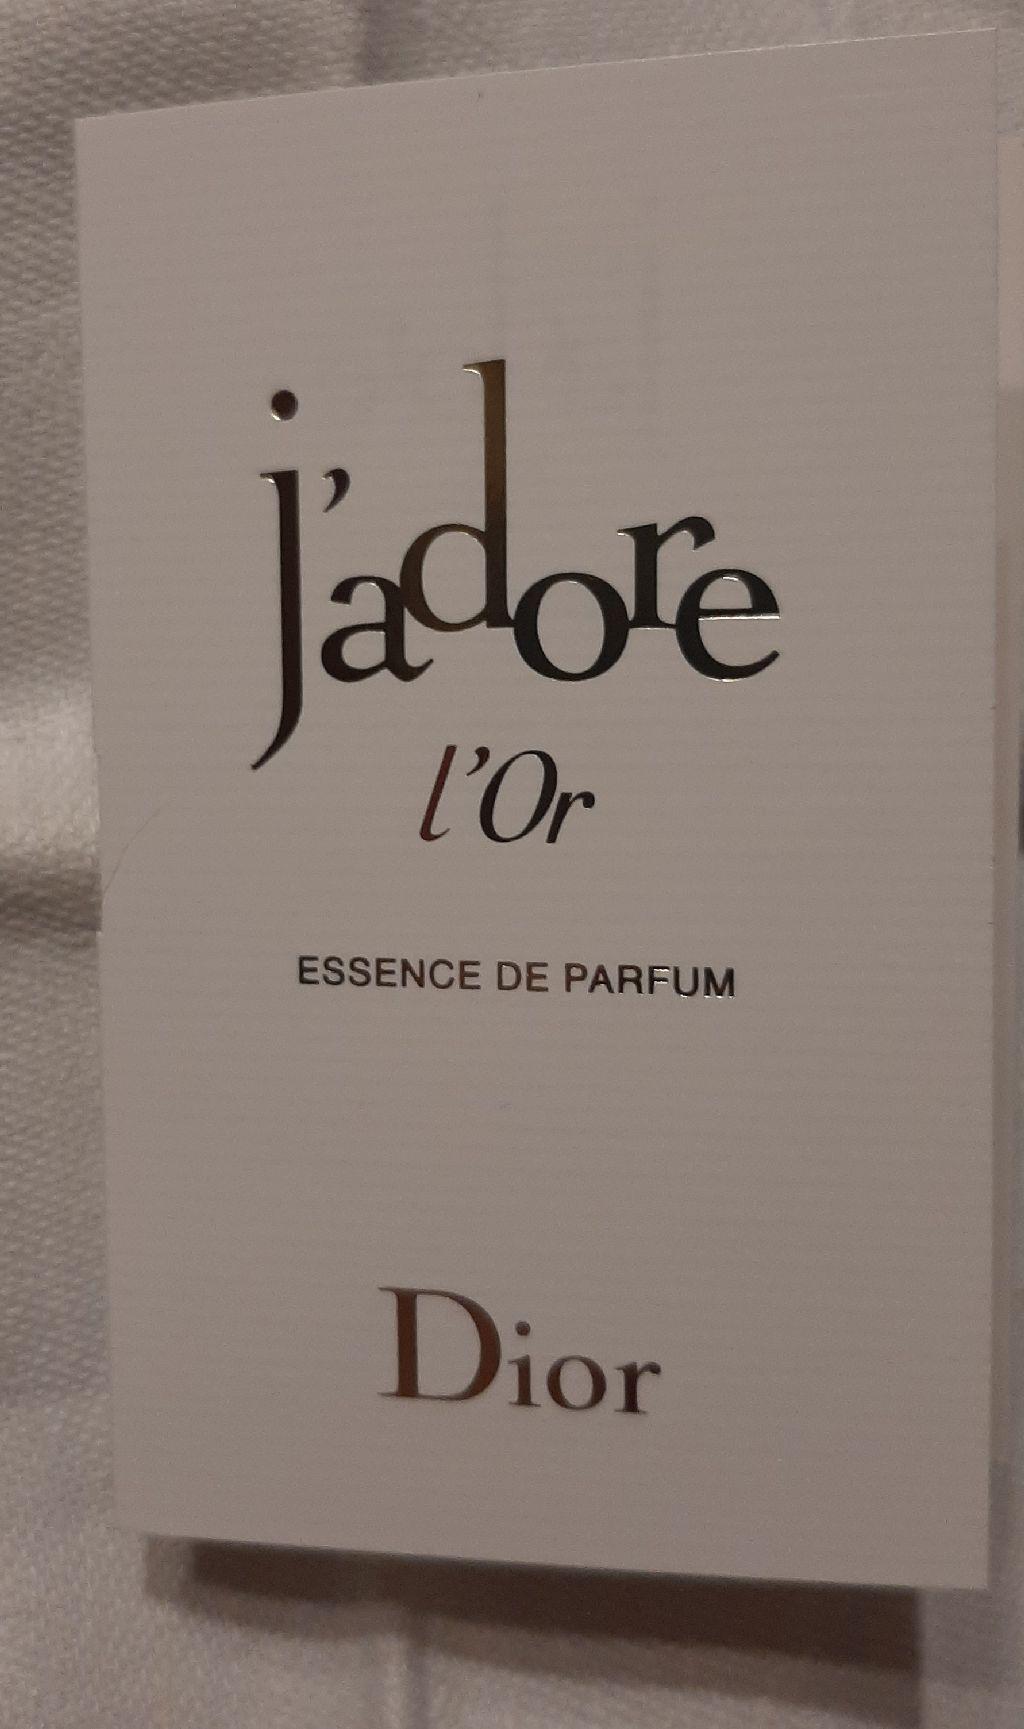 j'adore
l'Or
ESSENCE DE PARFUM
Dior